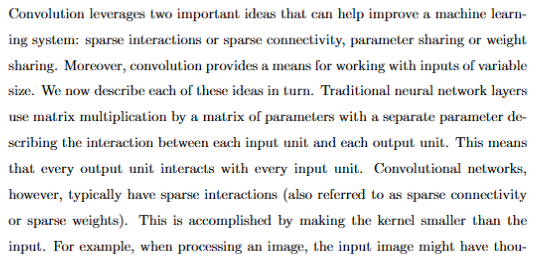 Convolution leverages two important ideas that can help improve a machine learn-
ing system: sparse interactions or sparse connectivity, parameter sharing or weight
sharing. Moreover, convolution provides a means for working with inputs of variable
size. We now describe each of these ideas in turn. Traditional neural network layers
use matrix multiplication by a matrix of parameters with a separate parameter de-
scribing the interaction between each input unit and each output unit. This means
that every output unit interacts with every input unit. Convolutional networks,
however, typically have sparse interactions (also referred to as sparse connectivity
or sparse weights). This is accomplished by making the kernel smaller than the
input. For example, when processing an image, the input image might have thou-